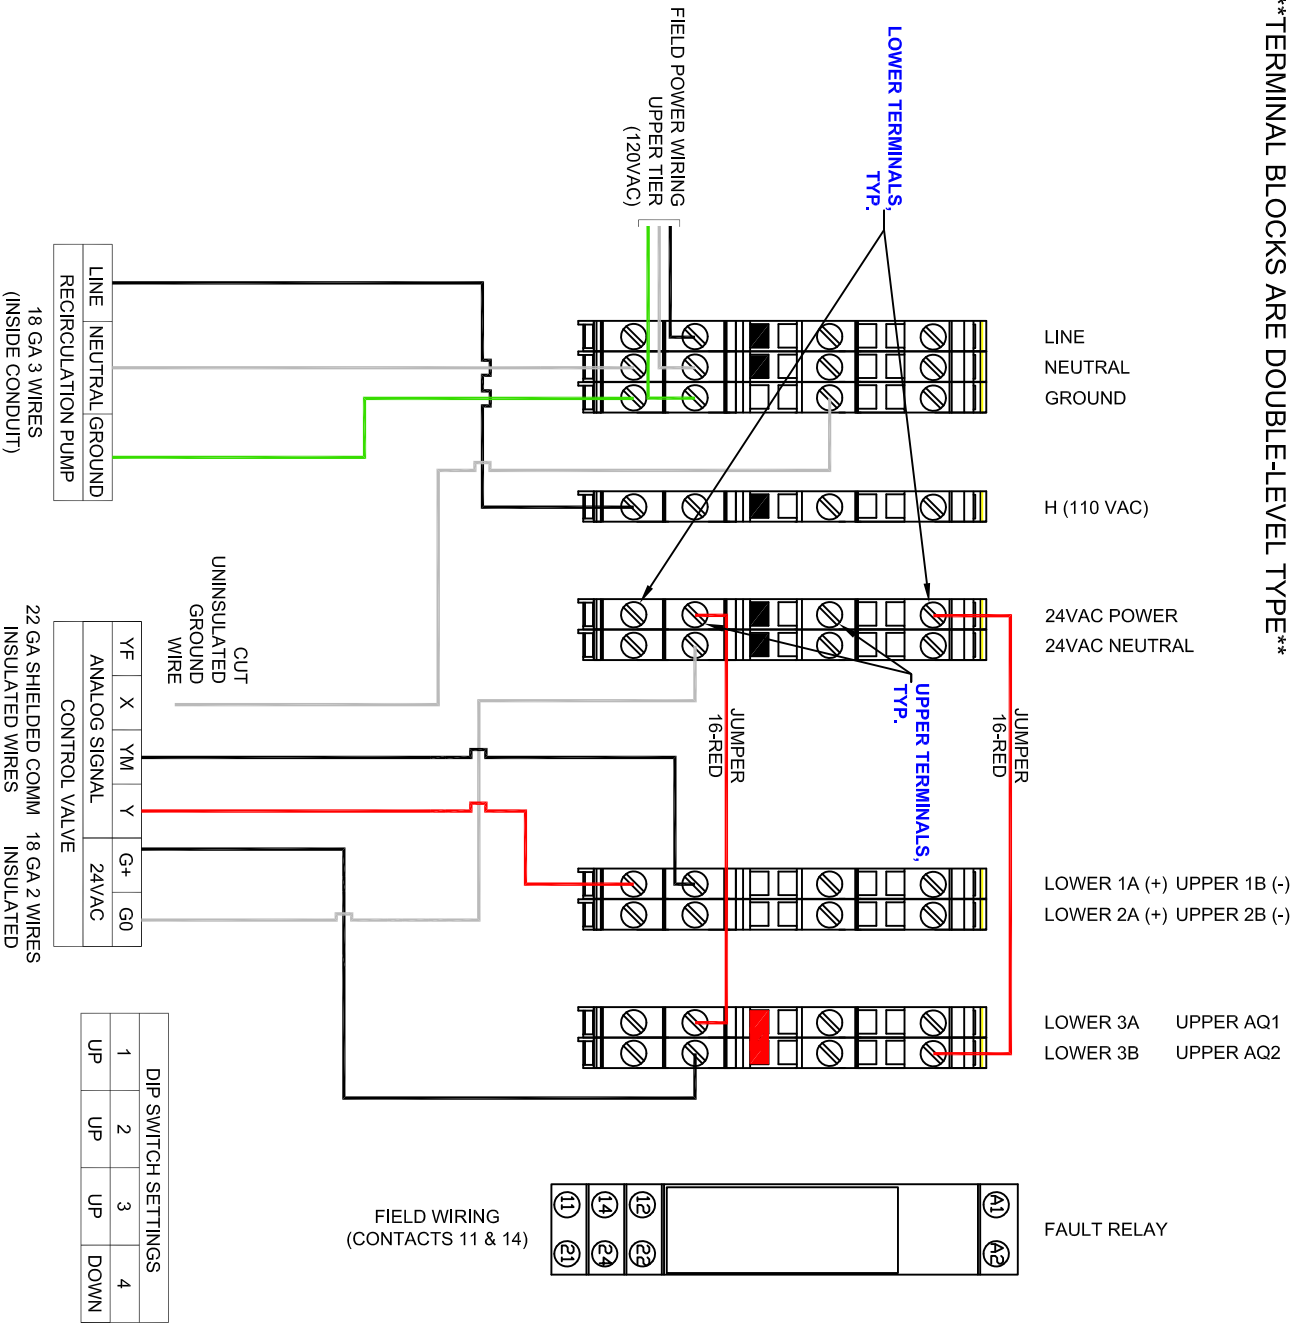 **TERMINAL BLOCKS ARE DOUBLE-LEVEL TYPE**
FIELD POWER WIRING
UPPER TIER
(120VAC)
LOWER TERMINALS,
TYP.
LINE
NEUTRAL
GROUND
H (110 VAC)
24VAC POWER
24VAC NEUTRAL
UPPER TERMINALS,
TYP.
JUMPER
16-RED
JUMPER
16-RED
LOWER 1A (+) UPPER 1B (-)
LOWER 2A (+) UPPER 2B (-)
LOWER 3A UPPER AQ1
LOWER 3B UPPER AQ2
FAULT RELAY
A1 A2
12 22
14 24
11 21
FIELD WIRING
(CONTACTS 11 & 14)
LINE NEUTRAL GROUND
RECIRCULATION PUMP
18 GA 3 WIRES
(INSIDE CONDUIT)
CUT
UNINSULATED
GROUND
WIRE
YF X YM Y G+ G0
ANALOG SIGNAL 24VAC
CONTROL VALVE
22 GA SHIELDED COMM
INSULATED WIRES
18 GA 2 WIRES
INSULATED
DIP SWITCH SETTINGS
1 2 3 4
UP UP UP DOWN